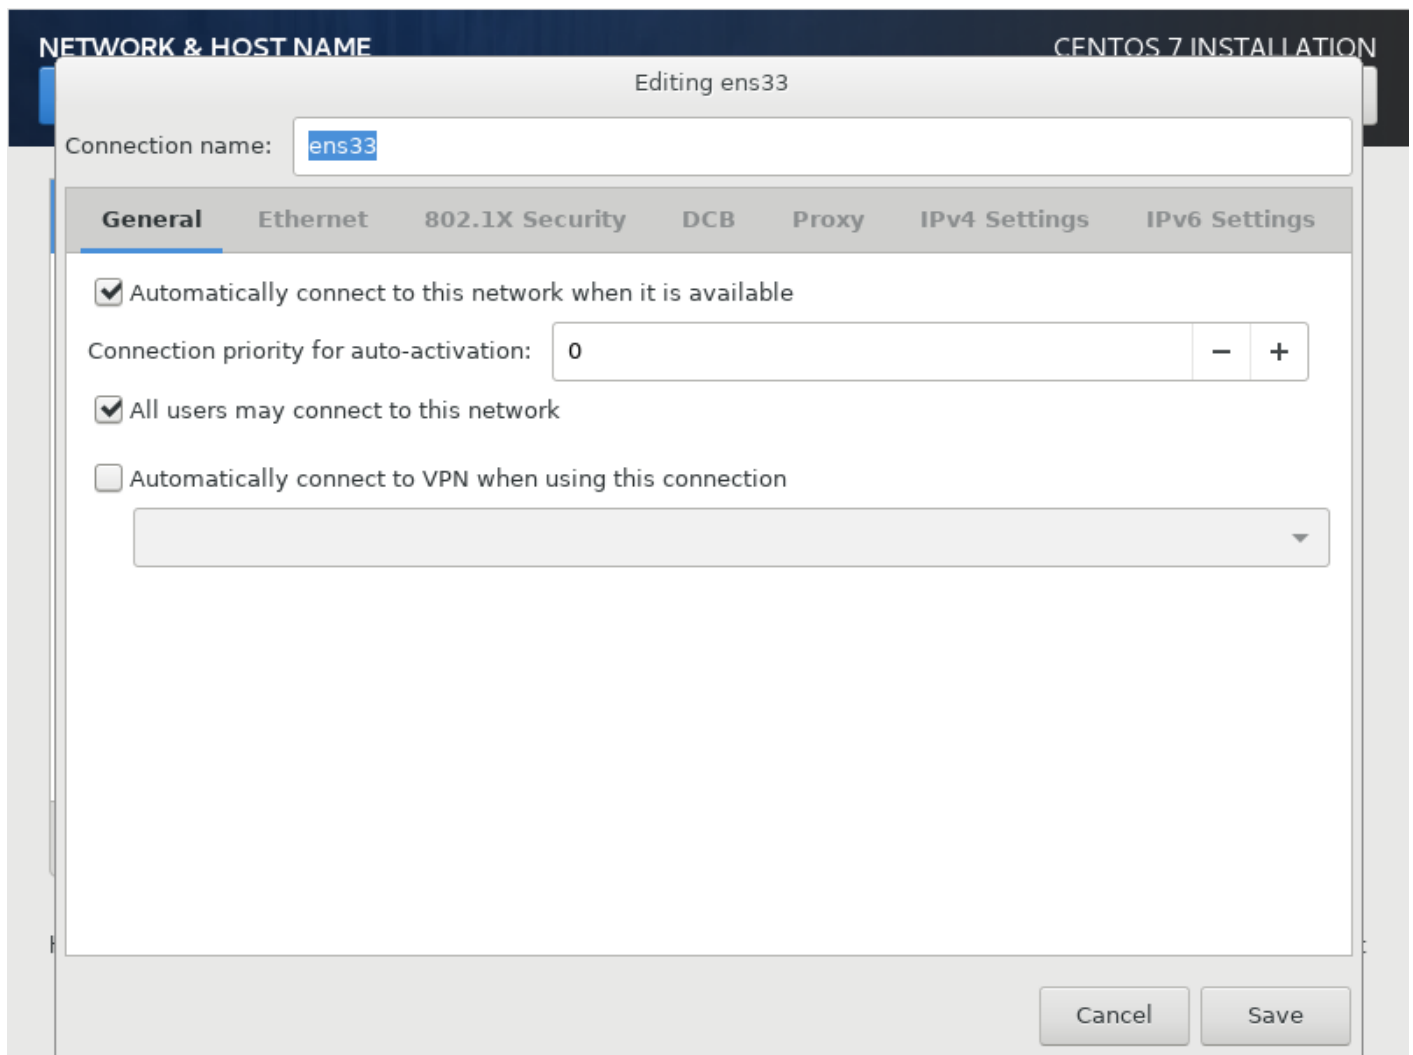 NETWORK & HOST NAME
CENTOS 7 INSTALLATION
Editing ens33
Connection name: ens33
General Ethernet 802.1X Security DCB Proxy IPv4 Settings IPv6 Settings
Automatically connect to this network when it is available
Connection priority for auto-activation: 0 − +
All users may connect to this network
Automatically connect to VPN when using this connection
Cancel Save